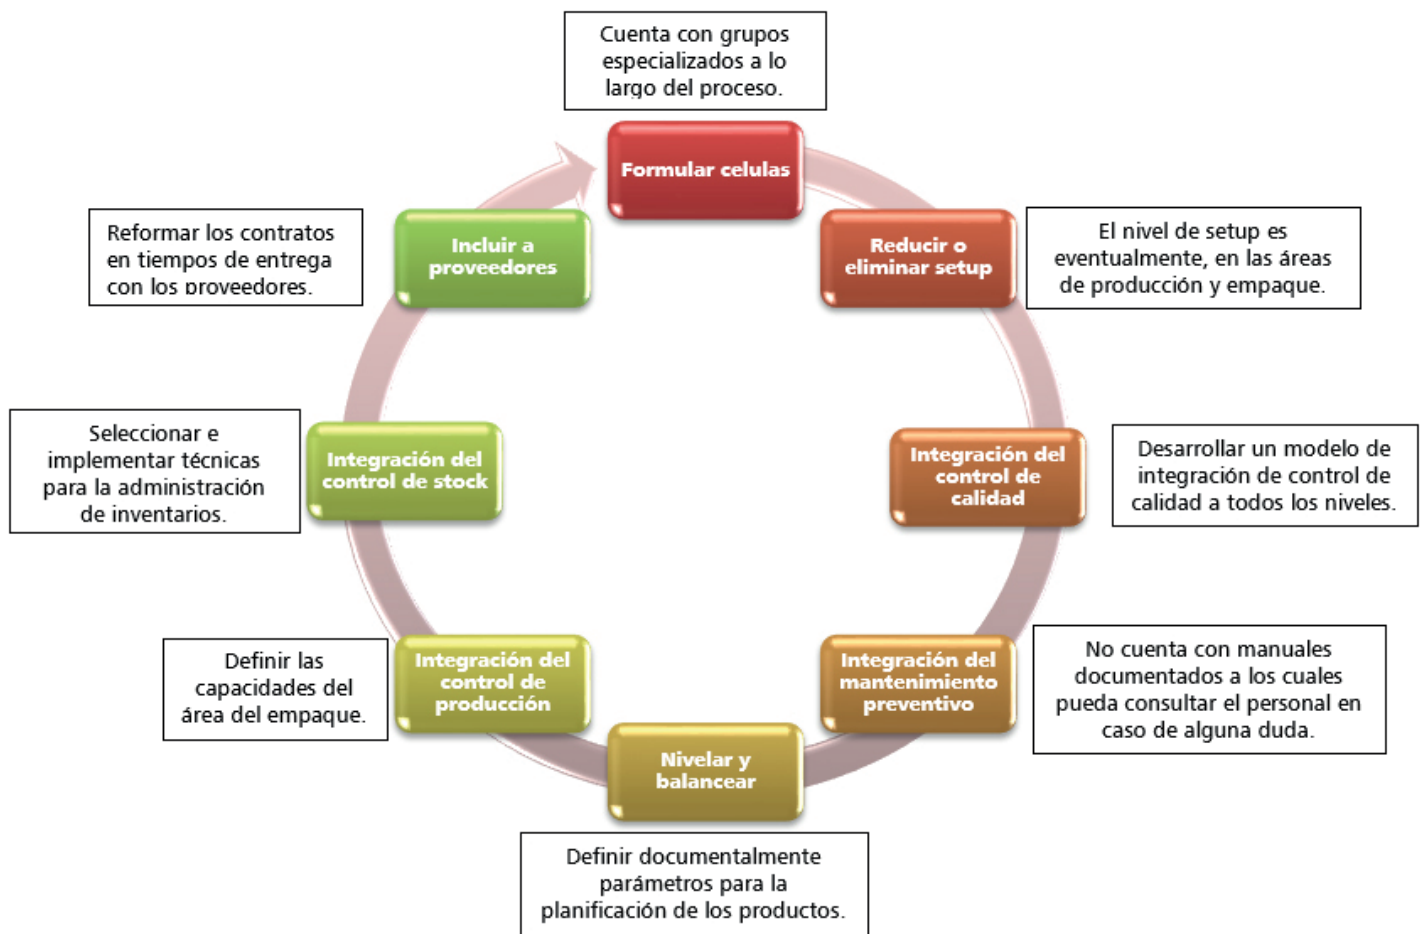 Cuenta con grupos
especializados a lo
largo del proceso.
Formular celulas
Reducir o
eliminar setup
El nivel de setup es
eventualmente, en las áreas
de producción y empaque.
Integración del
control de
calidad
Desarrollar un modelo de
integración de control de
calidad a todos los niveles.
Integración del
mantenimiento
preventivo
No cuenta con manuales
documentados a los cuales
pueda consultar el personal en
caso de alguna duda.
Nivelar y
balancear
Definir documentalmente
parámetros para la
planificación de los productos.
Integración del
control de
producción
Definir las
capacidades del
área del empaque.
Integración del
control de stock
Seleccionar e
implementar técnicas
para la administración
de inventarios.
Incluir a
proveedores
Reformar los contratos
en tiempos de entrega
con los proveedores.